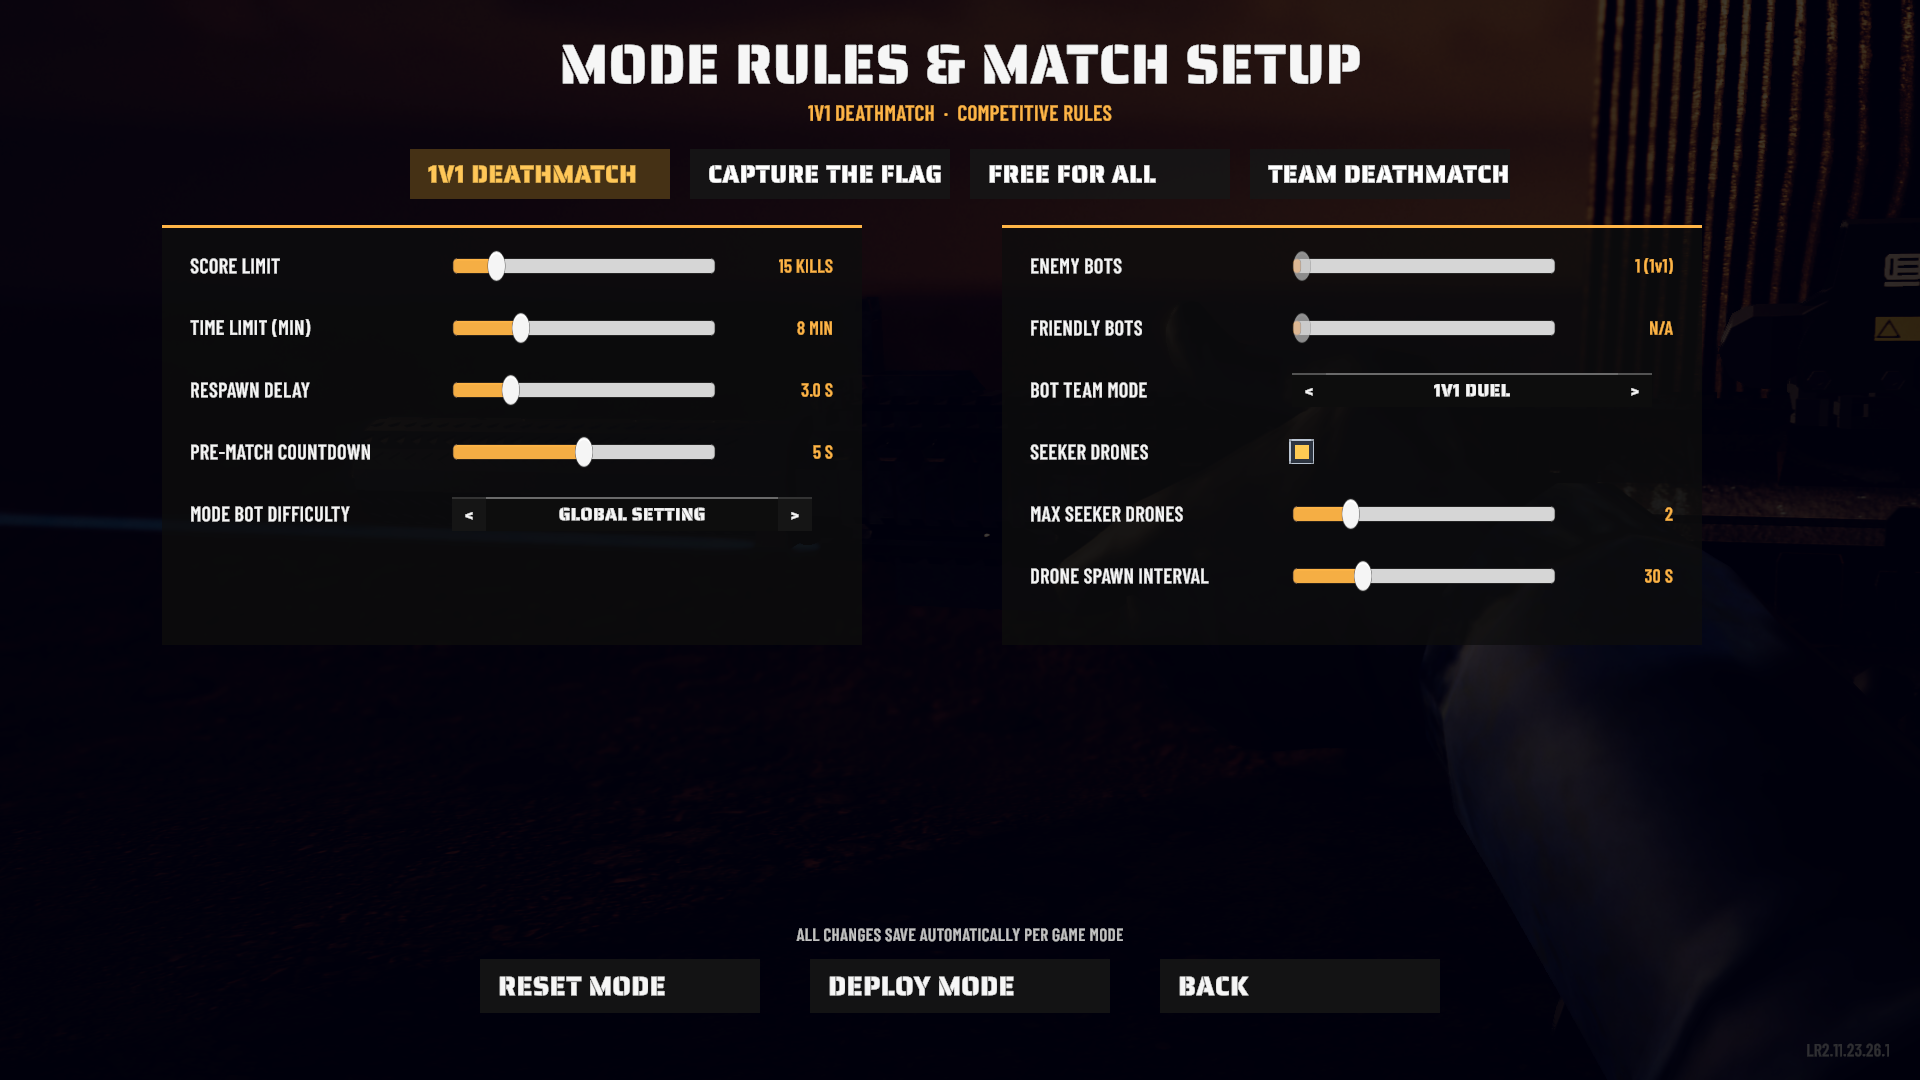 MODE RULES & MATCH SETUP
1V1 DEATHMATCH · COMPETITIVE RULES
1V1 DEATHMATCH
CAPTURE THE FLAG
FREE FOR ALL
TEAM DEATHMATCH
SCORE LIMIT 15 KILLS
TIME LIMIT (MIN) 8 MIN
RESPAWN DELAY 3.0 S
PRE-MATCH COUNTDOWN 5 S
MODE BOT DIFFICULTY < GLOBAL SETTING >
ENEMY BOTS 1 (1v1)
FRIENDLY BOTS N/A
BOT TEAM MODE < 1V1 DUEL >
SEEKER DRONES
MAX SEEKER DRONES 2
DRONE SPAWN INTERVAL 30 S
ALL CHANGES SAVE AUTOMATICALLY PER GAME MODE
RESET MODE
DEPLOY MODE
BACK
LR2.11.23.26.1